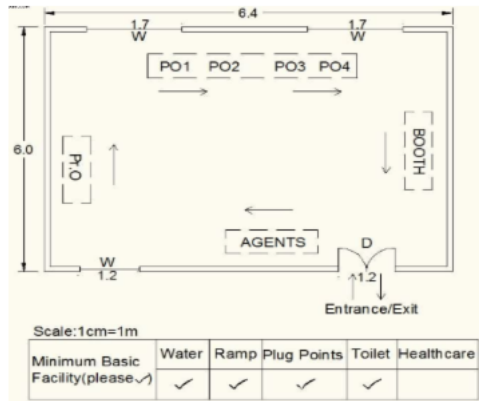 6.4
1.7
W
1.7
W
PO1 PO2 PO3 PO4
6.0
Pr.O
BOOTH
AGENTS
D
W
1.2
1.2
Entrance/Exit
Scale:1cm=1m
Minimum Basic Facility(please✓) Water Ramp Plug Points Toilet Healthcare
✓ ✓ ✓ ✓